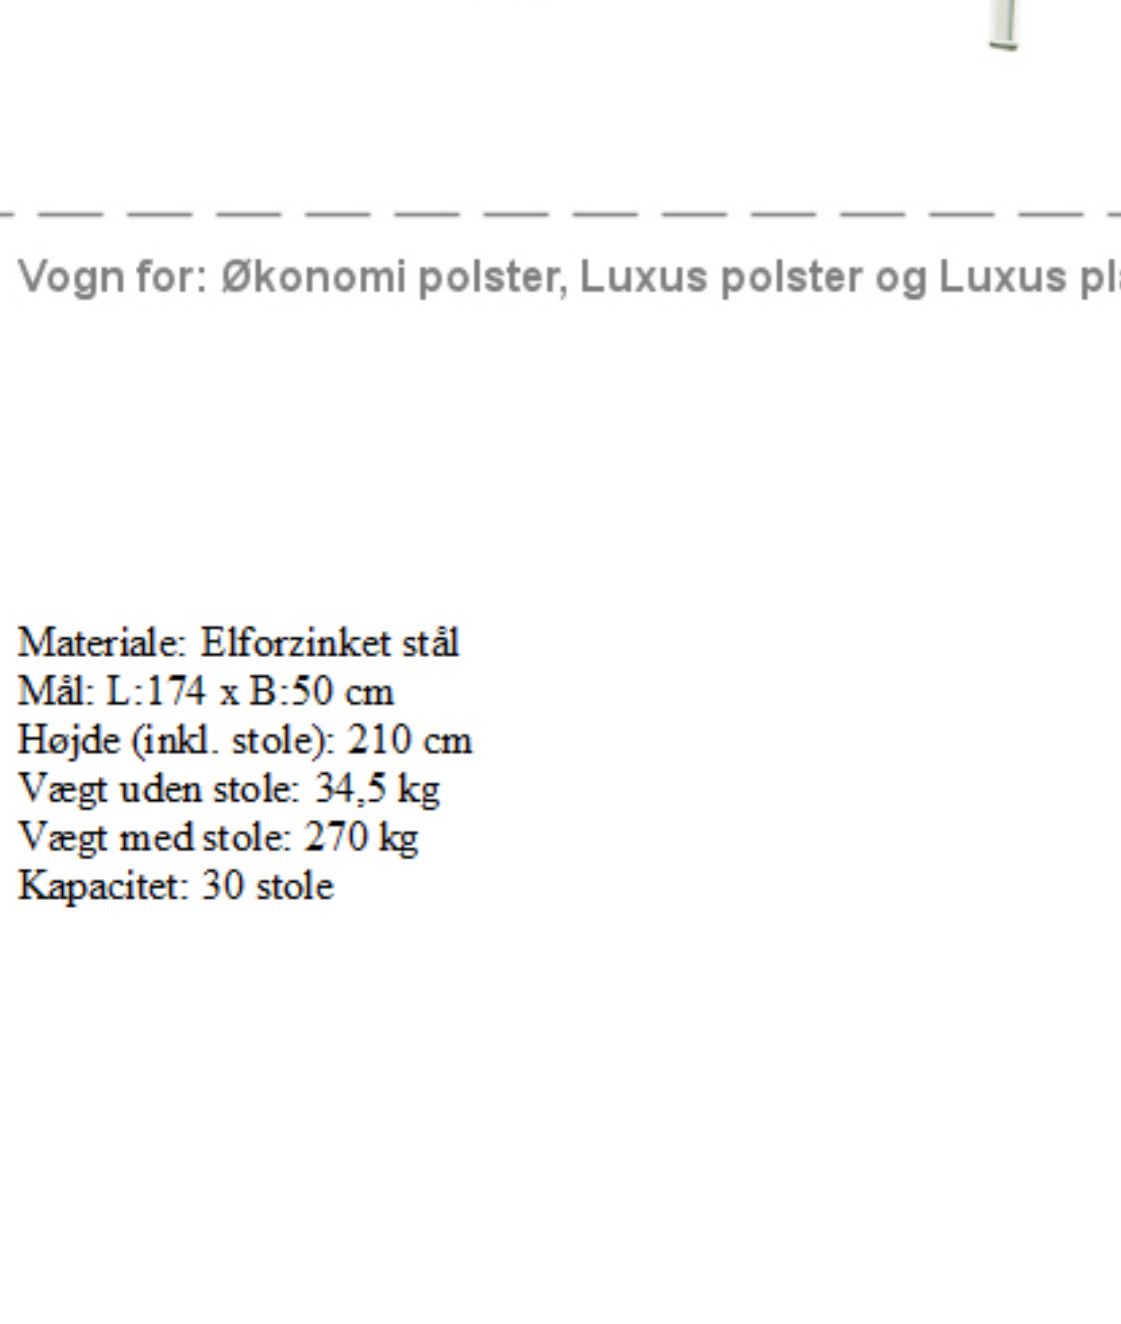 Vogn for: Økonomi polster, Luxus polster og Luxus
Materiale: Elforzinket stål
Mål: L:174 x B:50 cm
Højde (inkl. stole): 210 cm
Vægt uden stole: 34,5 kg
Vægt med stole: 270 kg
Kapacitet: 30 stole